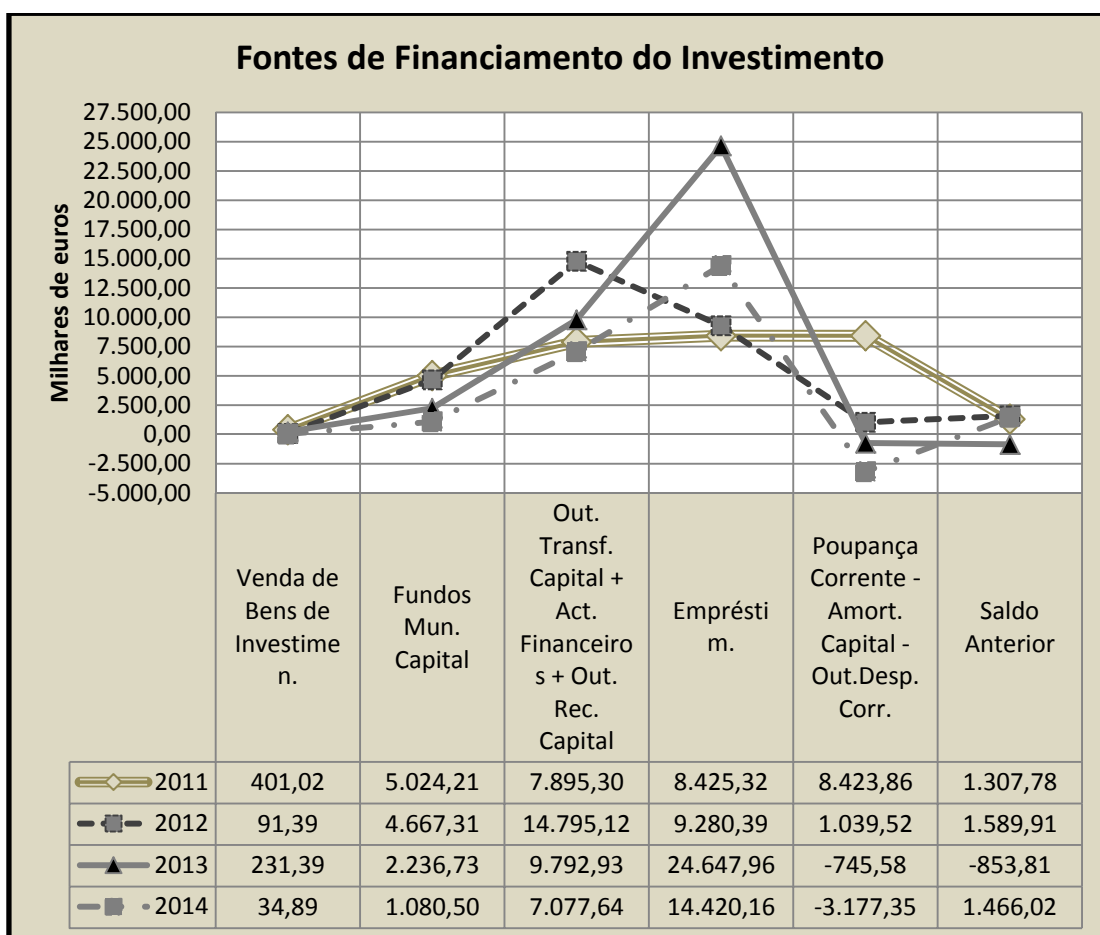 Fontes de Financiamento do Investimento
Milhares de euros
27.500,00
25.000,00
22.500,00
20.000,00
17.500,00
15.000,00
12.500,00
10.000,00
7.500,00
5.000,00
2.500,00
0,00
-2.500,00
-5.000,00
Venda de
Bens de
Investime
n.
Fundos
Mun.
Capital
Out.
Transf.
Capital +
Act.
Financeiro
s + Out.
Rec.
Capital
Emprésti
m.
Poupança
Corrente -
Amort.
Capital -
Out.Desp.
Corr.
Saldo
Anterior
2011 401,02 5.024,21 7.895,30 8.425,32 8.423,86 1.307,78
2012 91,39 4.667,31 14.795,12 9.280,39 1.039,52 1.589,91
2013 231,39 2.236,73 9.792,93 24.647,96 -745,58 -853,81
2014 34,89 1.080,50 7.077,64 14.420,16 -3.177,35 1.466,02